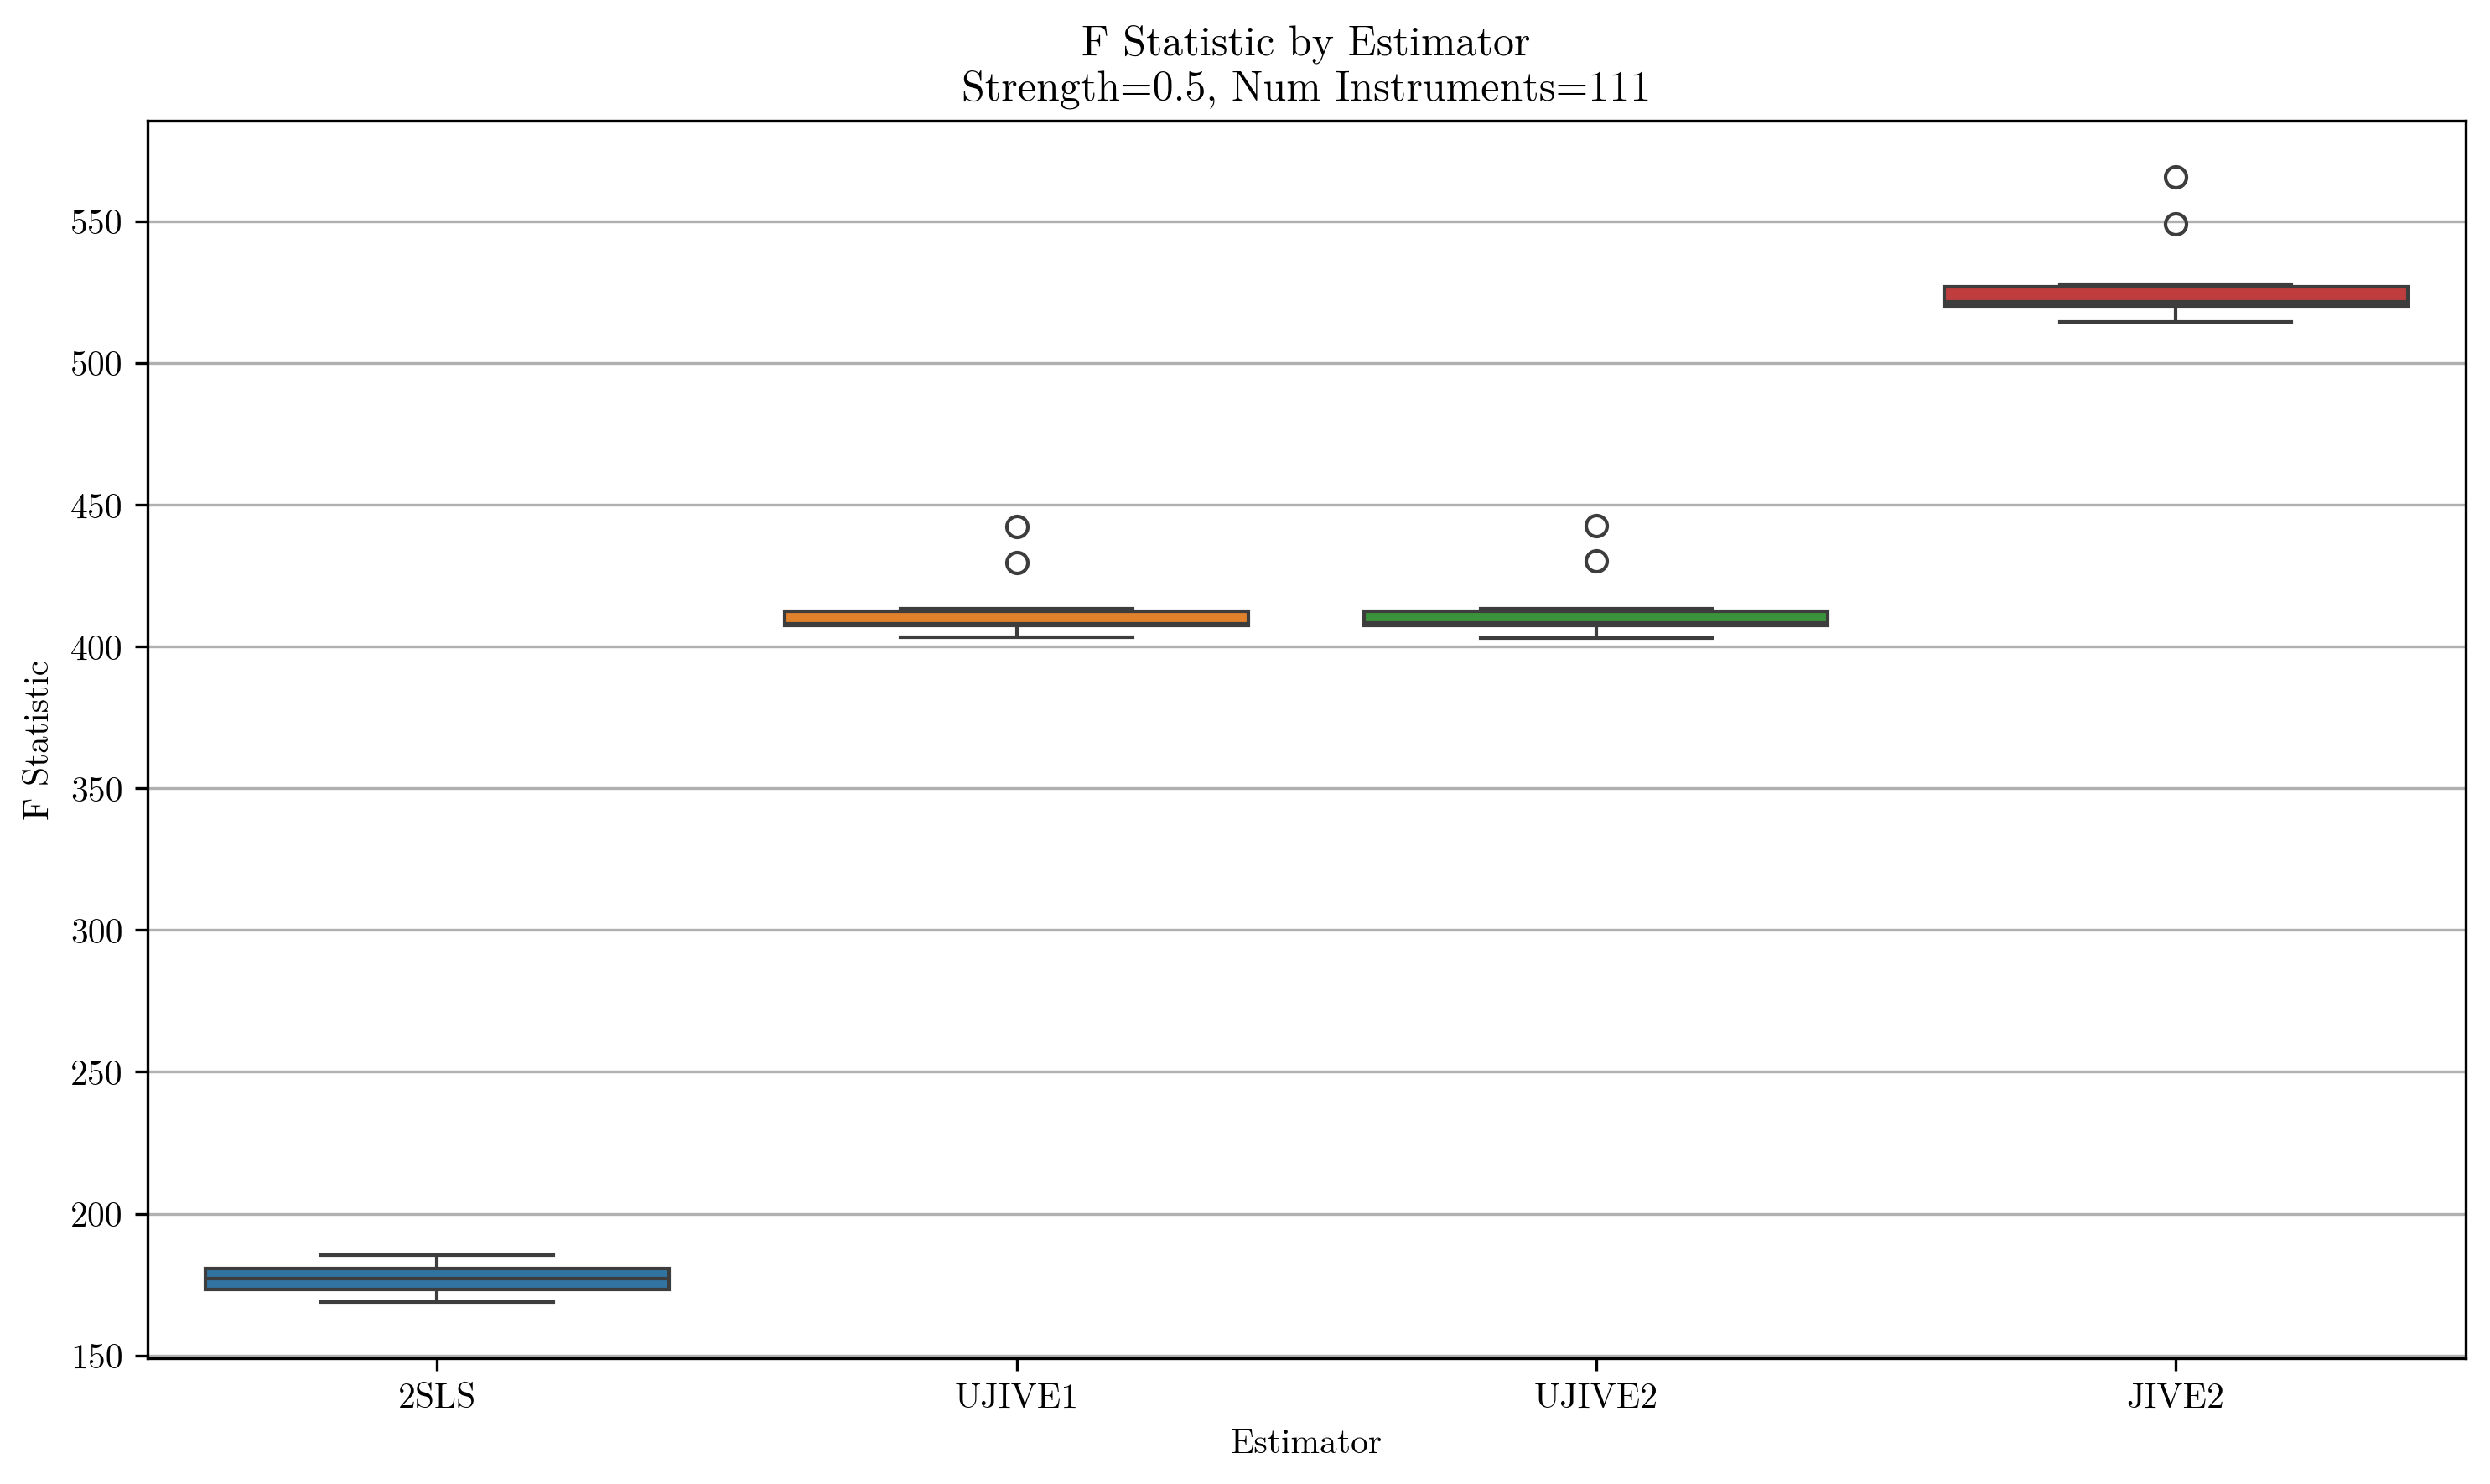 F Statistic by Estimator
Strength=0.5, Num Instruments=111
F Statistic
550
500
450
400
350
300
250
200
150
2SLS
UJIVE1
UJIVE2
JIVE2
Estimator